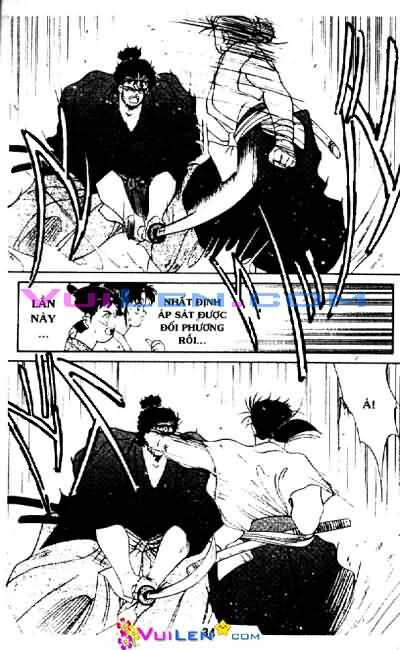 LẦN
NÀY
...
NHẤT ĐỊNH
ÁP SÁT ĐƯỢC
ĐỐI PHƯƠNG
RỒI...
VUILEN.COM
Á!
VUILEN
.COM